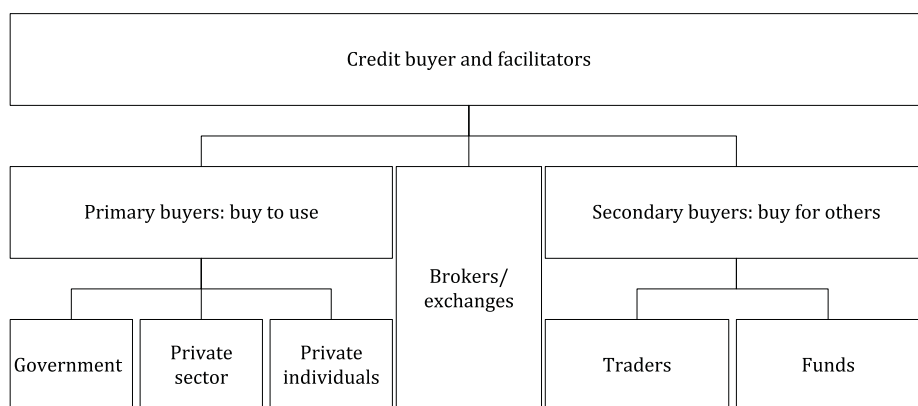 Credit buyer and facilitators
Primary buyers: buy to use
Secondary buyers: buy for others
Brokers/
exchanges
Government
Private
sector
Private
individuals
Traders
Funds